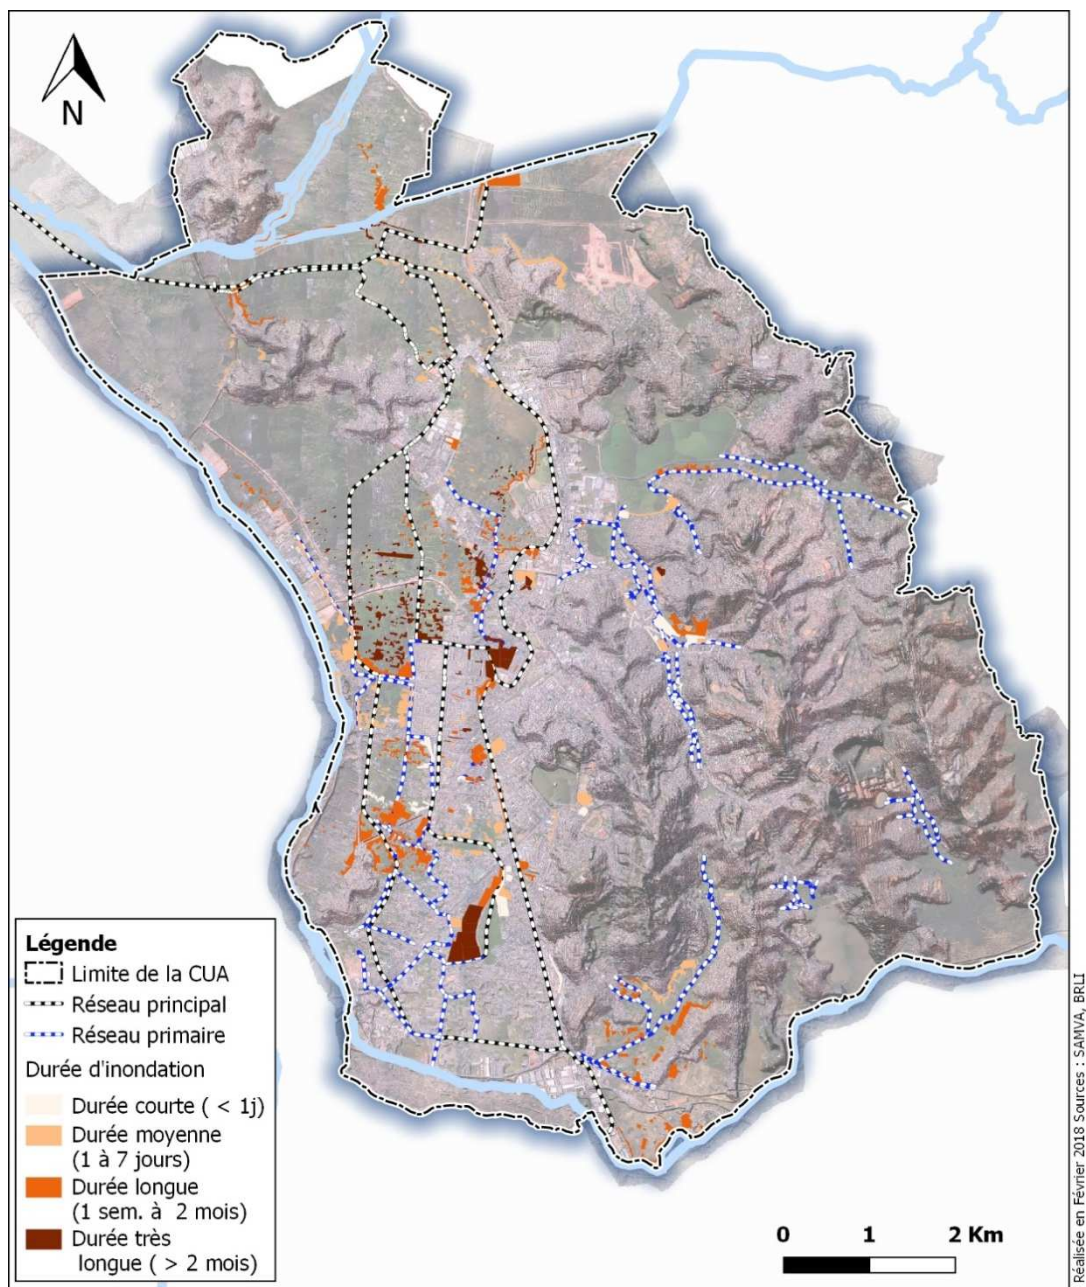 N
Légende
Limite de la CUA
Réseau principal
Réseau primaire
Durée d'inondation
Durée courte ( < 1j)
Durée moyenne
(1 à 7 jours)
Durée longue
(1 sem. à 2 mois)
Durée très
longue ( > 2 mois)
0 1 2 Km
Réalisée en Février 2018 Sources : SAMVA, BRLI